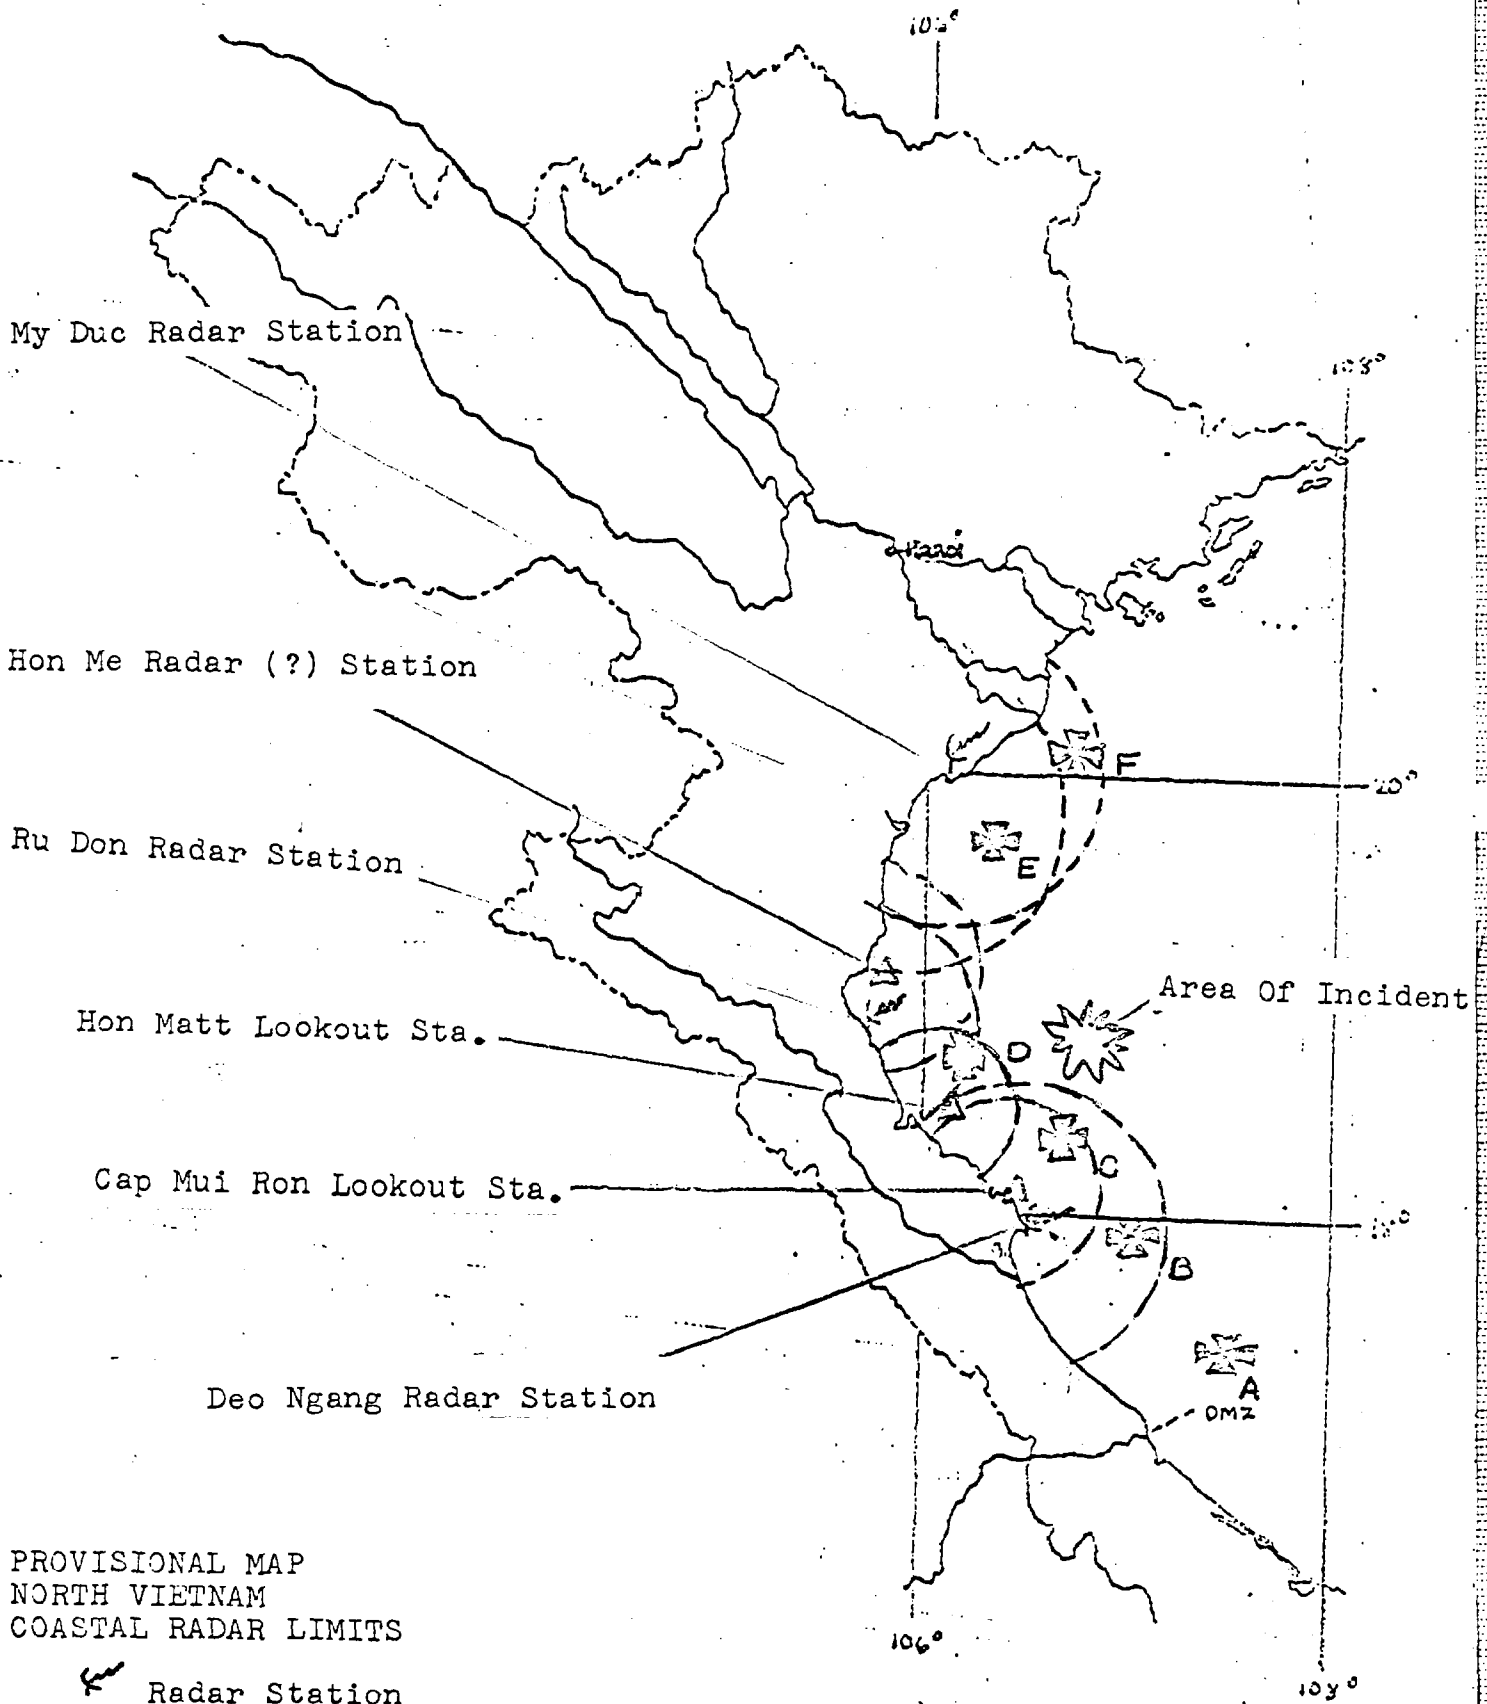 106°
My Duc Radar Station
108°
Hanoi
Hon Me Radar (?) Station
F
20°
Ru Don Radar Station
E
Area Of Incident
Hon Matt Lookout Sta.
D
C
Cap Mui Ron Lookout Sta.
B
A
DMZ
Deo Ngang Radar Station
PROVISIONAL MAP
NORTH VIETNAM
COASTAL RADAR LIMITS
106°
108°
Radar Station